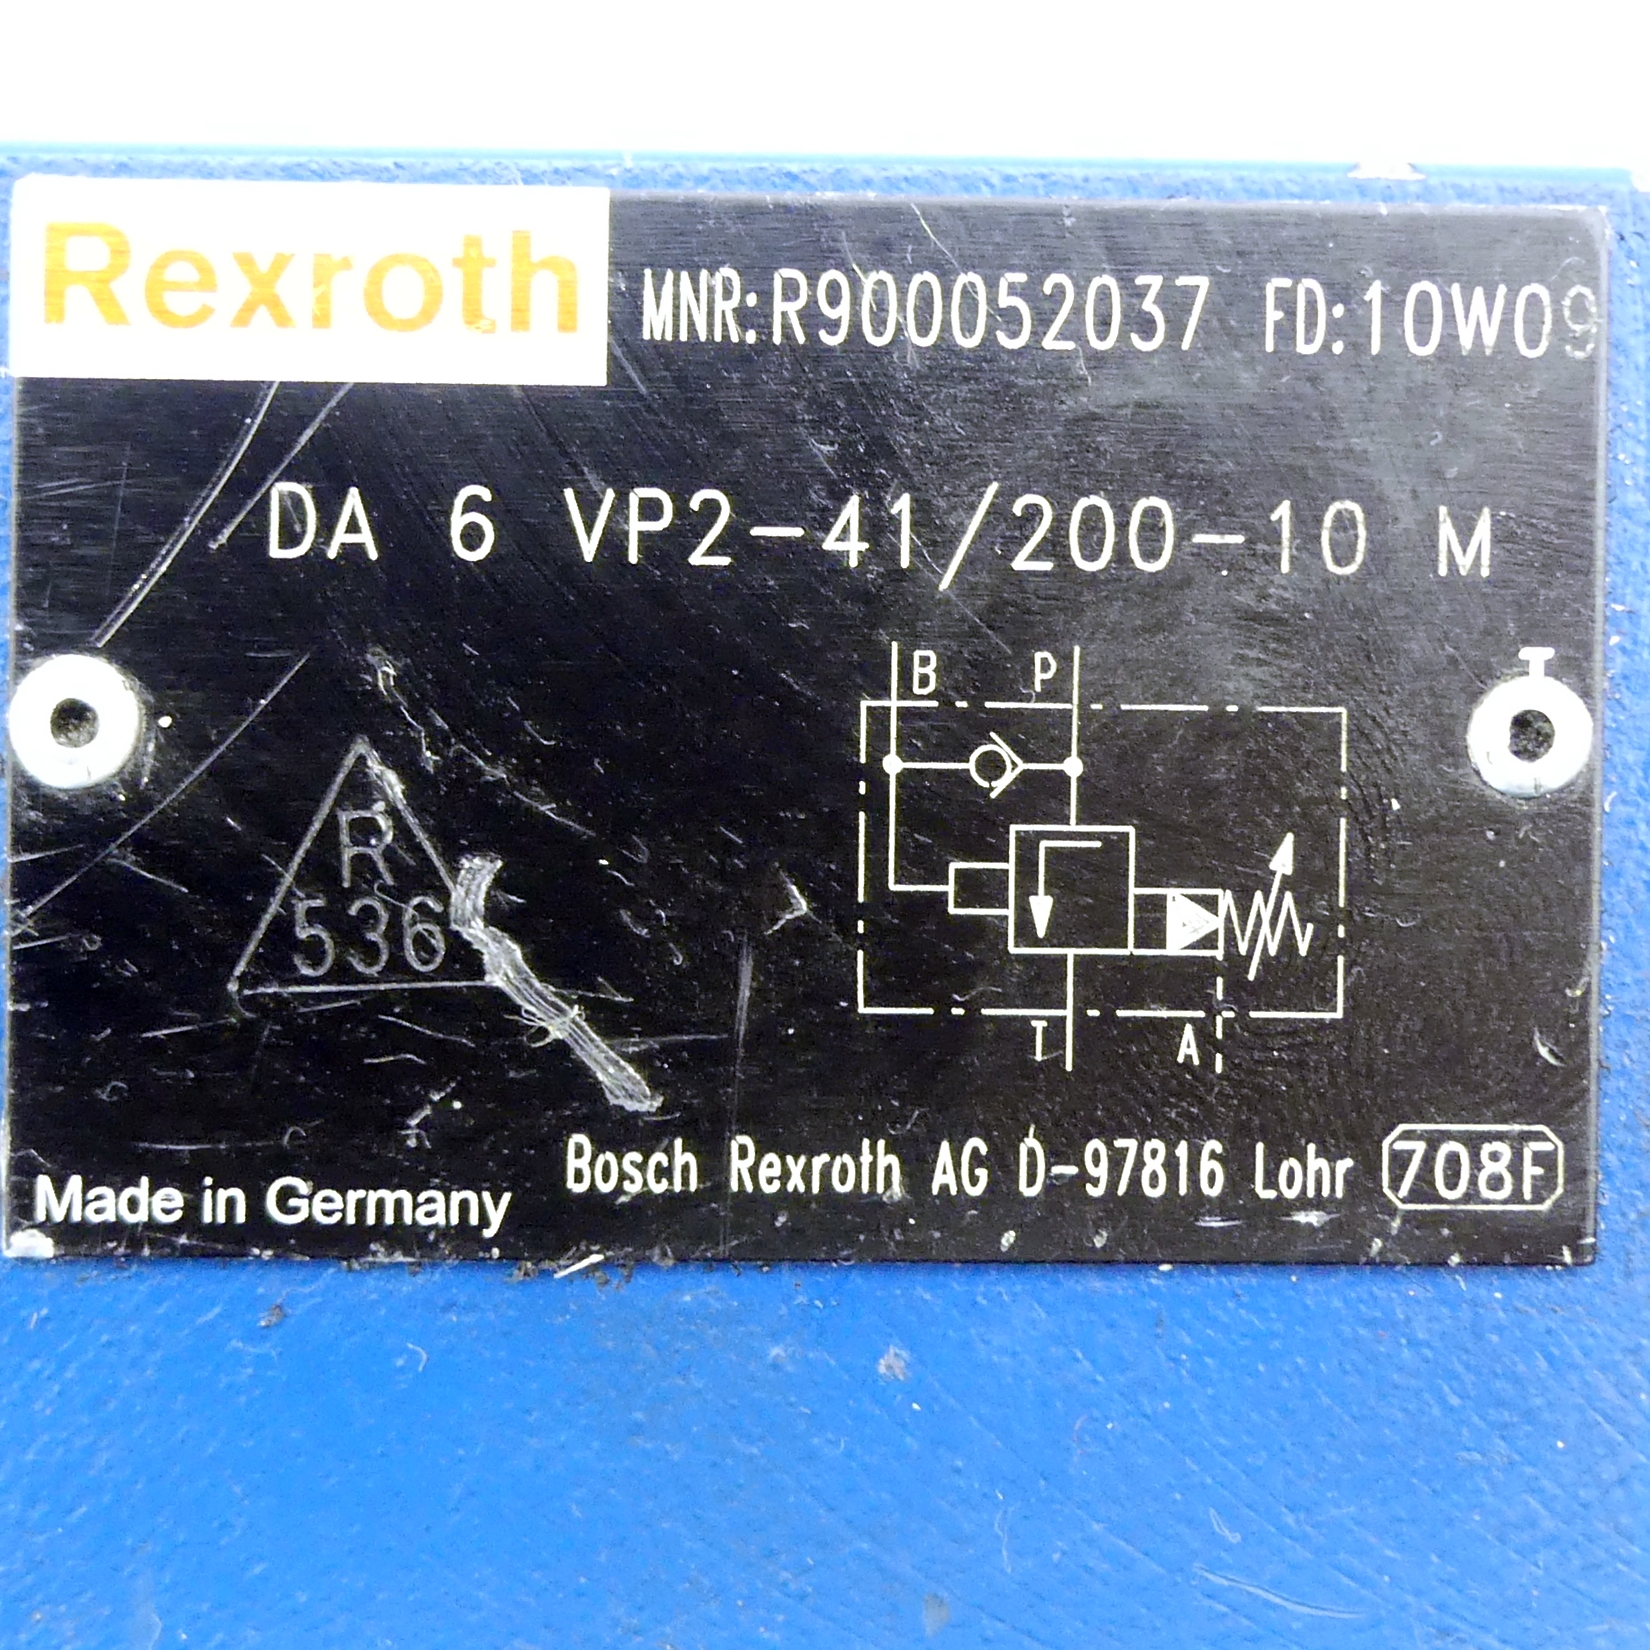 Rexroth
MNR:R900052037 FD:10W09
DA 6 VP2-41/200-10 M
B P
R
536
T A
Made in Germany
Bosch Rexroth AG D-97816 Lohr 708F